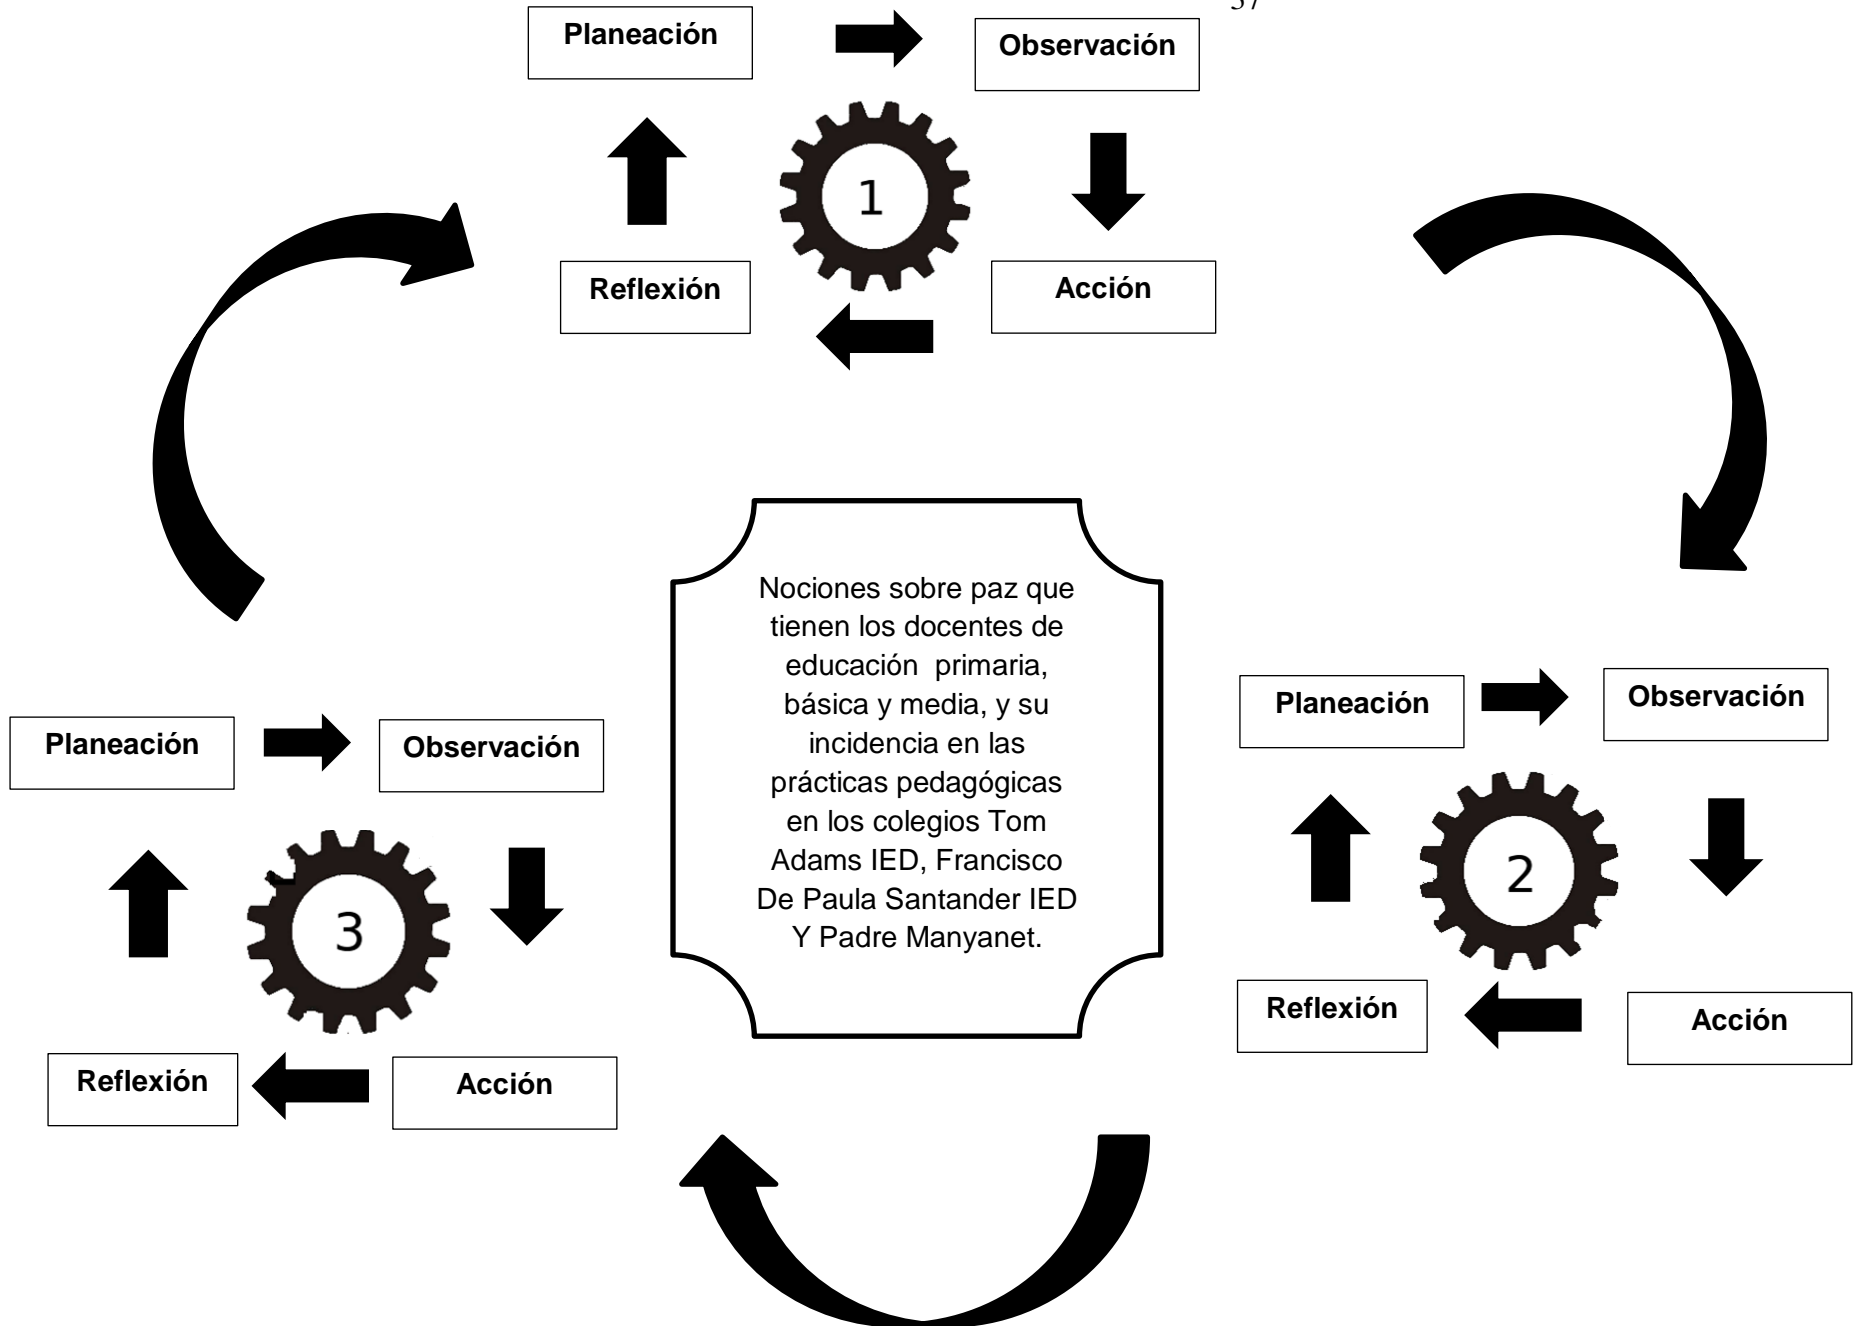 Planeación
Observación
1
Reflexión
Acción
Nociones sobre paz que
tienen los docentes de
educación primaria,
básica y media, y su
incidencia en las
prácticas pedagógicas
en los colegios Tom
Adams IED, Francisco
De Paula Santander IED
Y Padre Manyanet.
Planeación
Observación
2
Reflexión
Acción
Planeación
Observación
3
Reflexión
Acción